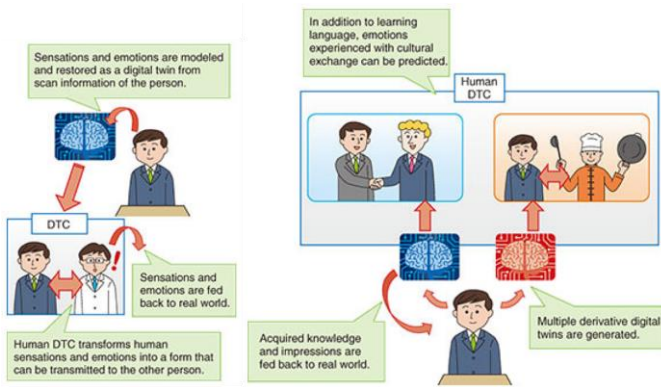 Sensations and emotions are modeled
and restored as a digital twin from
scan information of the person.
DTC
Sensations and
emotions are fed
back to real world.
Human DTC transforms human
sensations and emotions into a form that
can be transmitted to the other person.
In addition to learning
language, emotions
experienced with cultural
exchange can be predicted.
Human
DTC
Acquired knowledge
and impressions are
fed back to real world.
Multiple derivative digital
twins are generated.